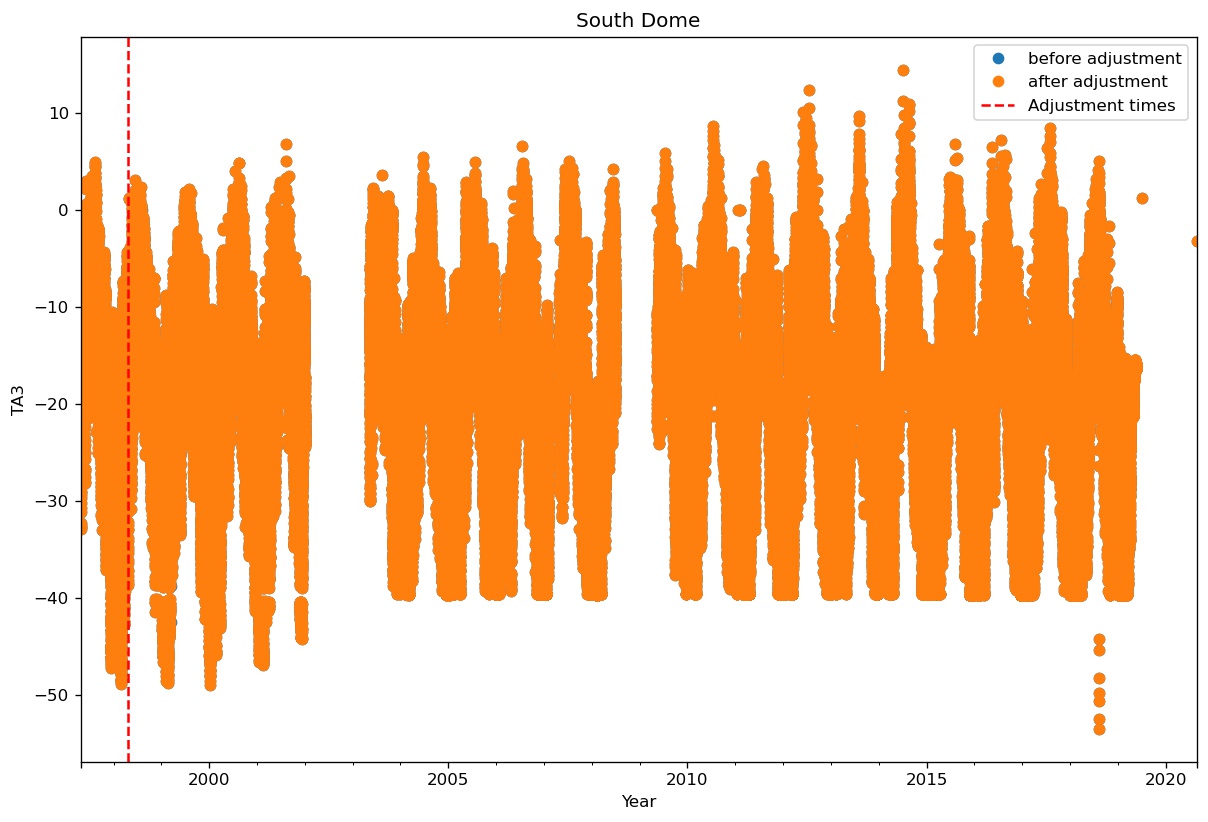 South Dome
before adjustment
after adjustment
Adjustment times
TA3
10
0
−10
−20
−30
−40
−50
2000
2005
2010
2015
2020
Year